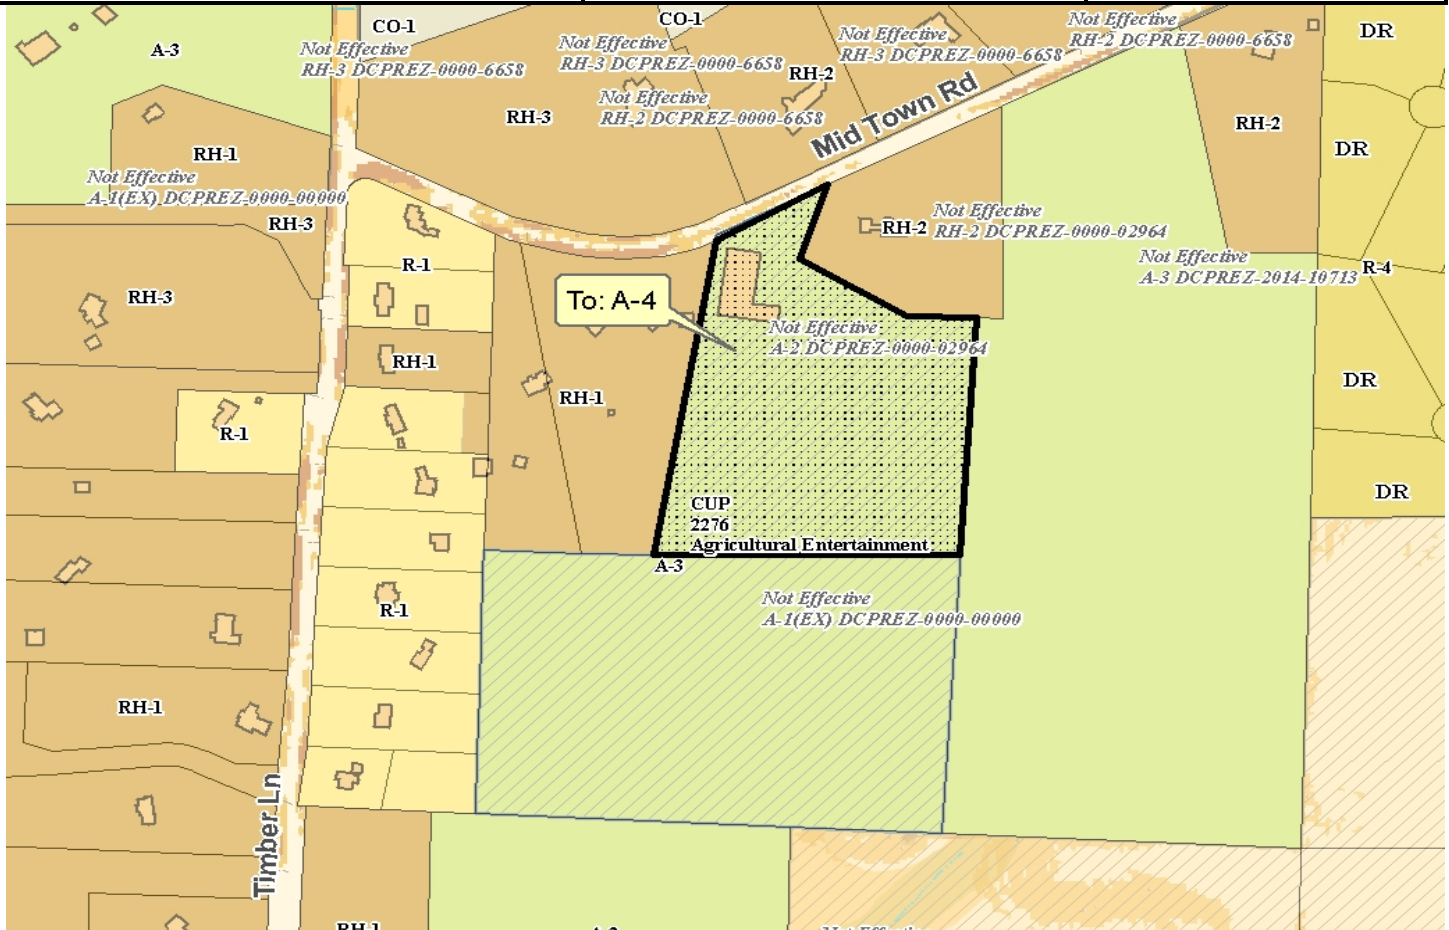 CO-1
CO-1
A-3
Not Effective
RH-3 DCPREZ-0000-6658
Not Effective
RH-3 DCPREZ-0000-6658
Not Effective
RH-3 DCPREZ-0000-6658
Not Effective
RH-2 DCPREZ-0000-6658
DR
RH-2
Not Effective
RH-2 DCPREZ-0000-6658
RH-3
Mid Town Rd
RH-2
DR
RH-1
Not Effective
A-1(EX) DCPREZ-0000-00000
RH-3
R-1
RH-2
Not Effective
RH-2 DCPREZ-0000-02964
Not Effective
A-3 DCPREZ-2014-10713
R-4
RH-3
To: A-4
Not Effective
A-2 DCPREZ-0000-02964
RH-1
RH-1
DR
R-1
DR
CUP
2276
Agricultural Entertainment
A-3
Not Effective
A-1(EX) DCPREZ-0000-00000
R-1
RH-1
Timber Ln
RH-1